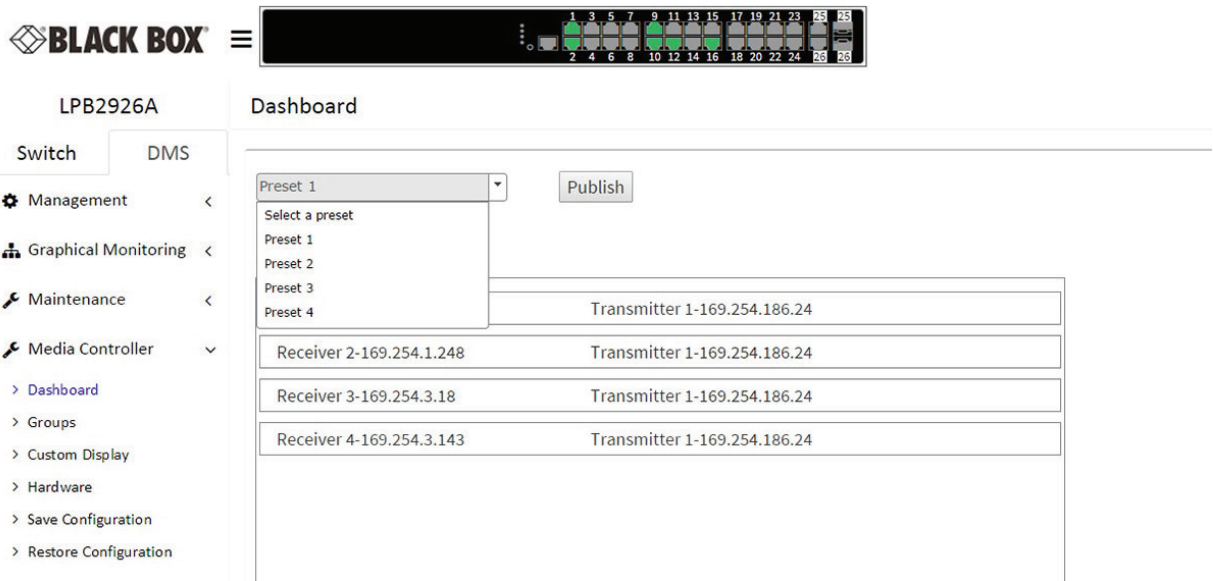 BLACK BOX®
1 3 5 7 9 11 13 15 17 19 21 23 25 25
2 4 6 8 10 12 14 16 18 20 22 24 26 26
LPB2926A
Dashboard
Switch
DMS
Management
Graphical Monitoring
Maintenance
Media Controller
Dashboard
Groups
Custom Display
Hardware
Save Configuration
Restore Configuration
Preset 1
Publish
Select a preset
Preset 1
Preset 2
Preset 3
Preset 4
Transmitter 1-169.254.186.24
Receiver 2-169.254.1.248 Transmitter 1-169.254.186.24
Receiver 3-169.254.3.18 Transmitter 1-169.254.186.24
Receiver 4-169.254.3.143 Transmitter 1-169.254.186.24